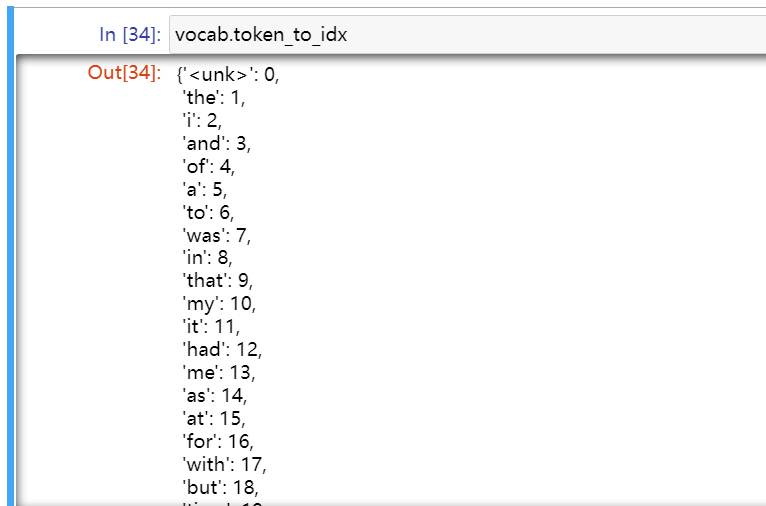 In [34]: vocab.token_to_idx
Out[34]: {'<unk>': 0,
'the': 1,
'i': 2,
'and': 3,
'of': 4,
'a': 5,
'to': 6,
'was': 7,
'in': 8,
'that': 9,
'my': 10,
'it': 11,
'had': 12,
'me': 13,
'as': 14,
'at': 15,
'for': 16,
'with': 17,
'but': 18,